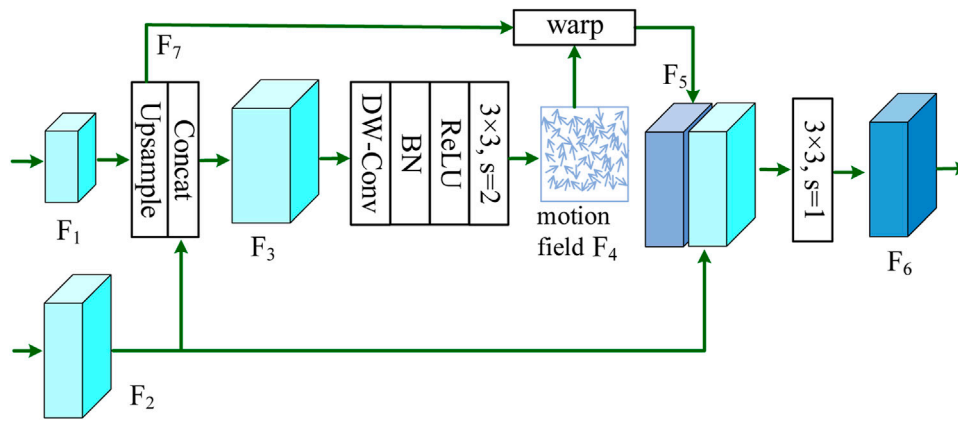 F₇
warp
F₅
Upsample
Concat
DW-Conv
BN
ReLU
3×3, s=2
3×3, s=1
F₁
F₃
motion
field F₄
F₆
F₂